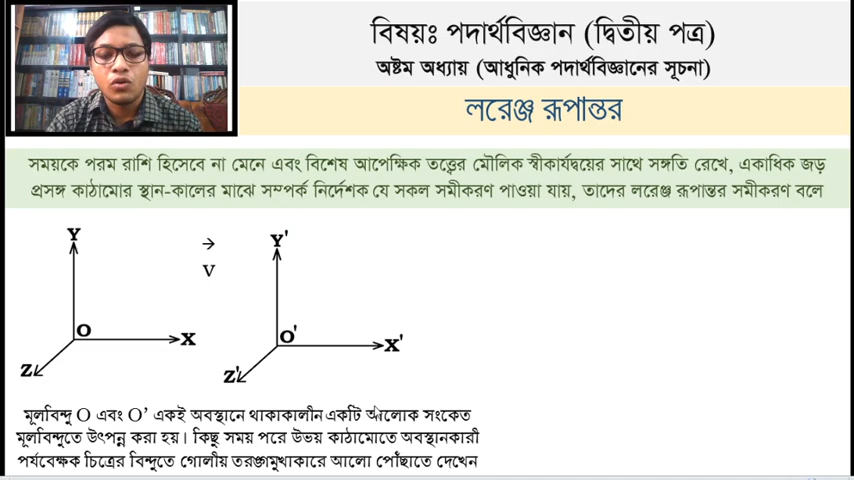 বিষয়ঃ পদার্থবিজ্ঞান (দ্বিতীয় পত্র)
অষ্টম অধ্যায় (আধুনিক পদার্থবিজ্ঞানের সূচনা)
লরেঞ্জ রূপান্তর
সময়কে পরম রাশি হিসেবে না মেনে এবং বিশেষ আপেক্ষিক তত্ত্বের মৌলিক স্বীকার্যদ্বয়ের সাথে সঙ্গতি রেখে, একাধিক জড়
প্রসঙ্গ কাঠামোর স্থান-কালের মাঝে সম্পর্ক নির্দেশক যে সকল সমীকরণ পাওয়া যায়, তাদের লরেঞ্জ রূপান্তর সমীকরণ বলে
Y
→
V
Y'
O
X
Z
O'
X'
Z'
মূলবিন্দু O এবং O’ একই অবস্থানে থাকাকালীন একটি আলোক সংকেত
মূলবিন্দুতে উৎপন্ন করা হয়। কিছু সময় পরে উভয় কাঠামোতে অবস্থানকারী
পর্যবেক্ষক চিত্রের বিন্দুতে গোলীয় তরঙ্গমুখাকারে আলো পৌঁছাতে দেখেন